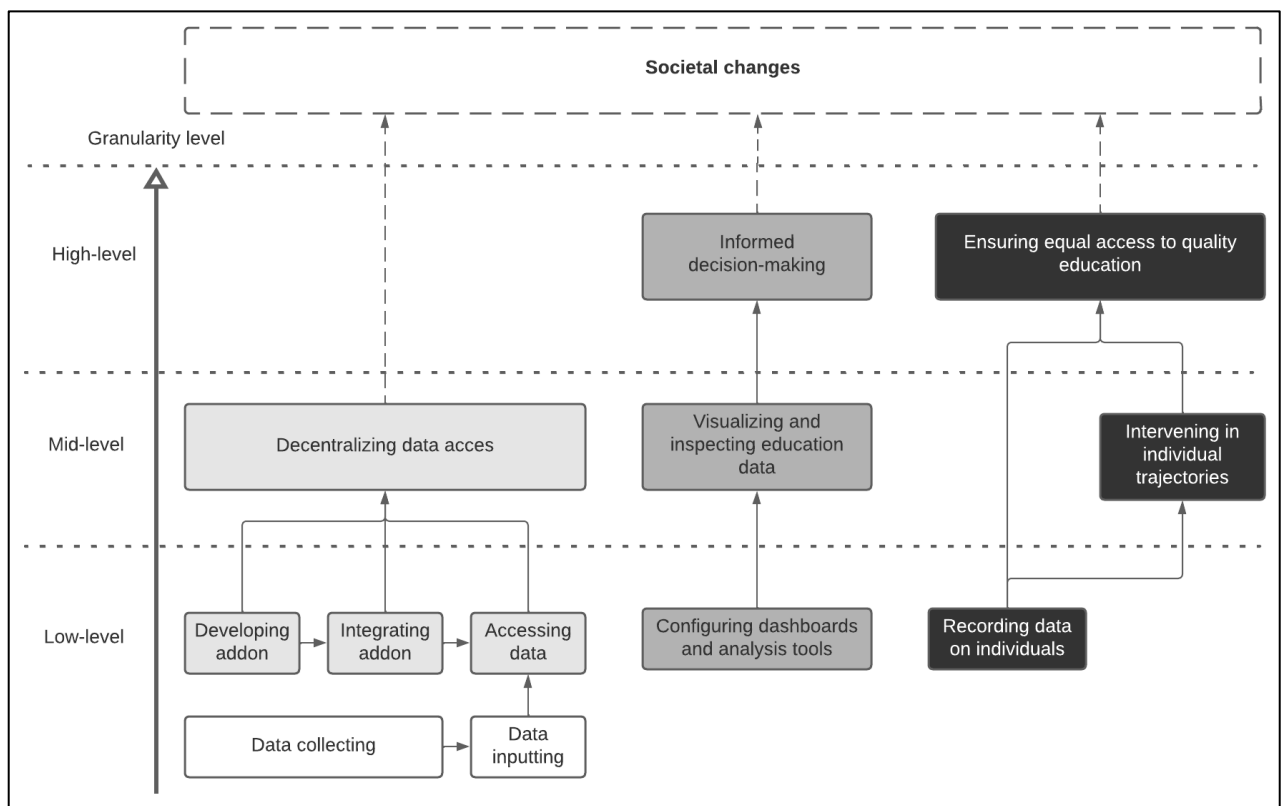 Societal changes
Granularity level
High-level
Informed
decision-making
Ensuring equal access to quality
education
Mid-level
Decentralizing data acces
Visualizing and
inspecting education
data
Intervening in
individual
trajectories
Low-level
Developing
addon
Integrating
addon
Accessing
data
Configuring dashboards
and analysis tools
Recording data
on individuals
Data collecting
Data
inputting